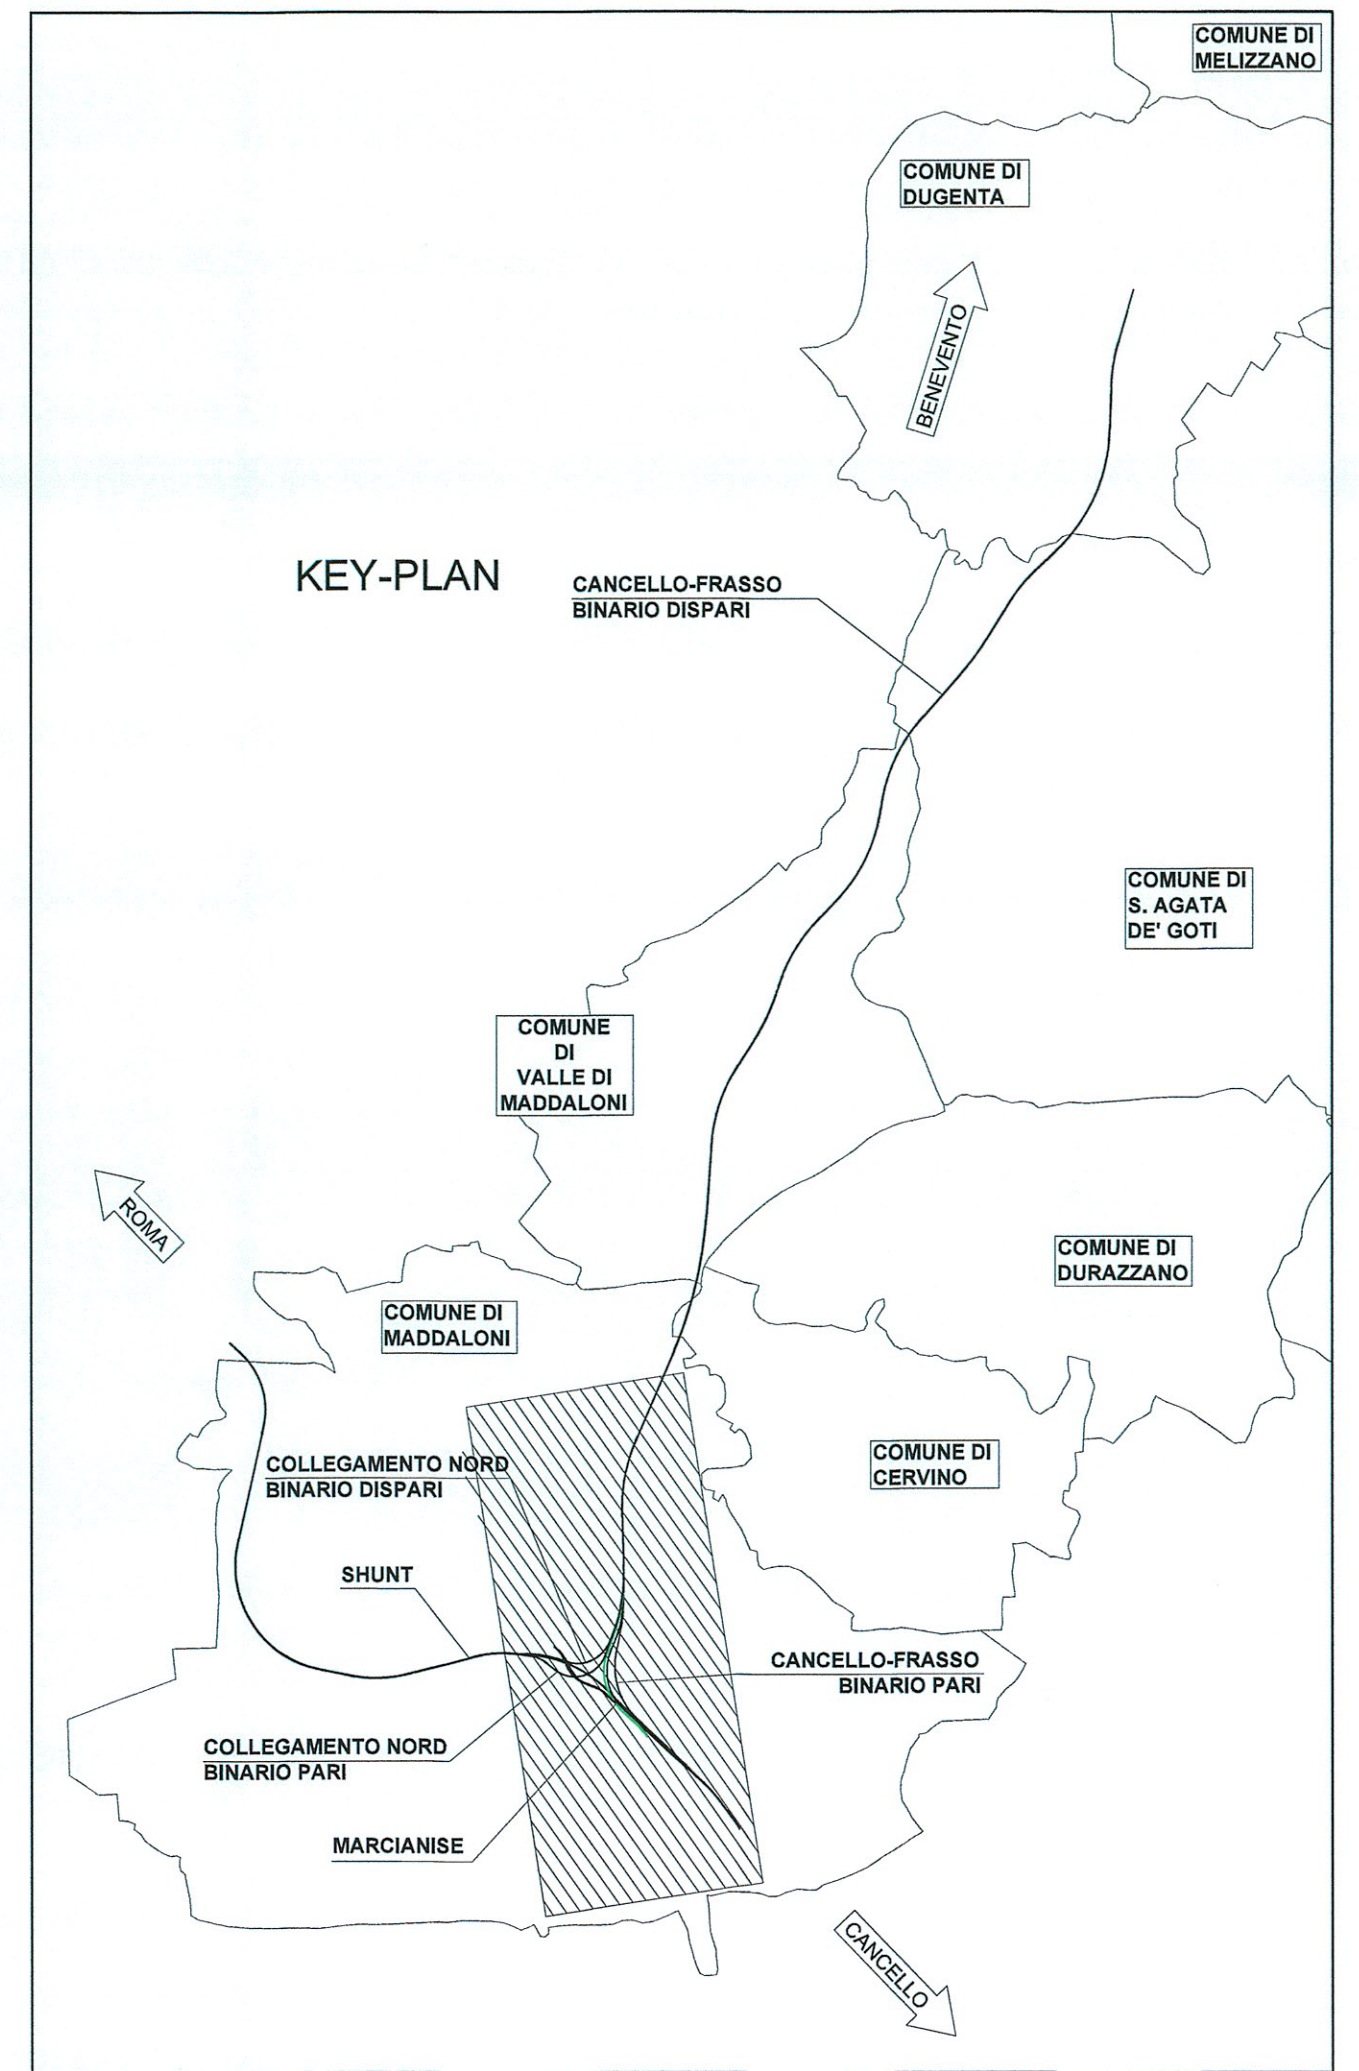 COMUNE DI
MELIZZANO
COMUNE DI
DUGENTA
BENEVENTO
KEY-PLAN
CANCELLO-FRASSO
BINARIO DISPARI
COMUNE DI
S. AGATA
DE' GOTI
COMUNE
DI
VALLE DI
MADDALONI
ROMA
COMUNE DI
DURAZZANO
COMUNE DI
MADDALONI
COLLEGAMENTO NORD
BINARIO DISPARI
COMUNE DI
CERVINO
SHUNT
CANCELLO-FRASSO
BINARIO PARI
COLLEGAMENTO NORD
BINARIO PARI
MARCIANISE
CANCELLO